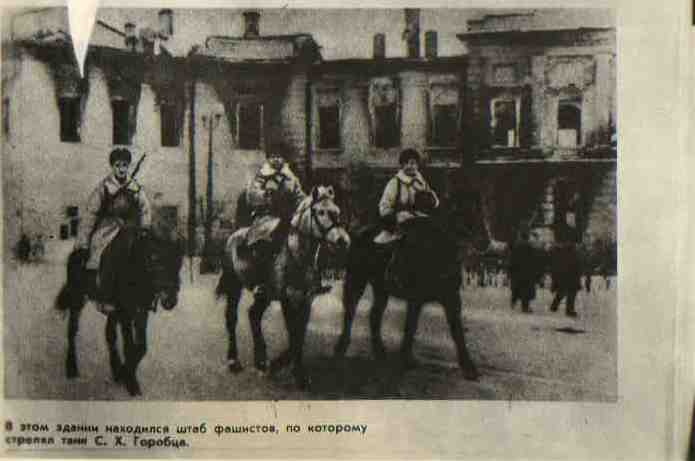 В этом здании находился штаб фашистов, по которому
стрелял танк С. Х. Горобца.